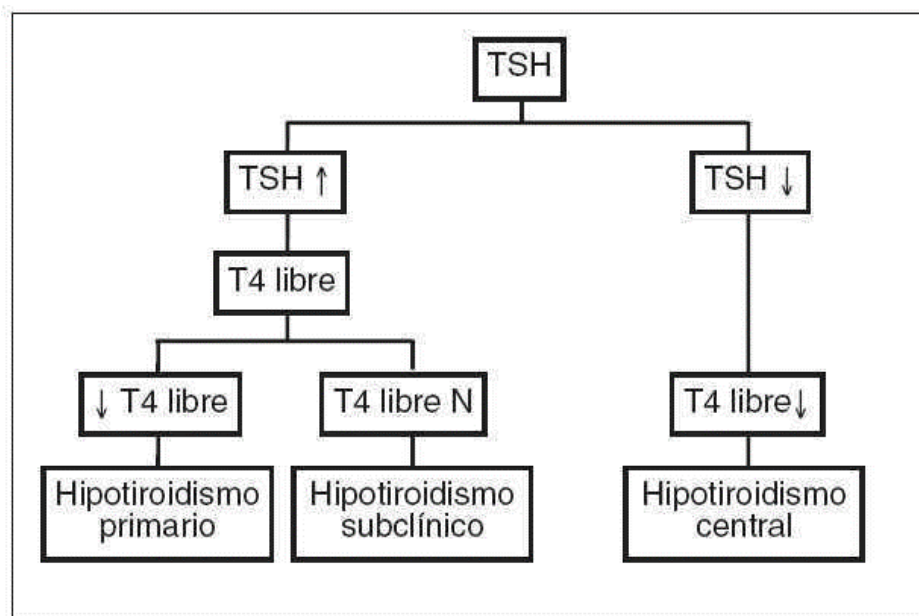 TSH
TSH ↑
TSH ↓
T4 libre
↓ T4 libre
T4 libre N
T4 libre↓
Hipotiroidismo
primario
Hipotiroidismo
subclínico
Hipotiroidismo
central